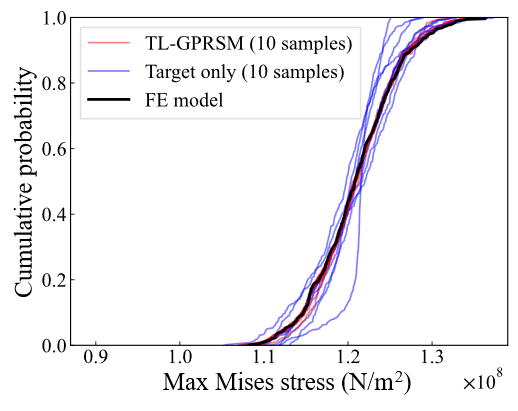 TL-GPRSM (10 samples)
Target only (10 samples)
FE model
Cumulative probability
1.0
0.8
0.6
0.4
0.2
0.0
0.9 1.0 1.1 1.2 1.3
Max Mises stress (N/m²) ×10⁸